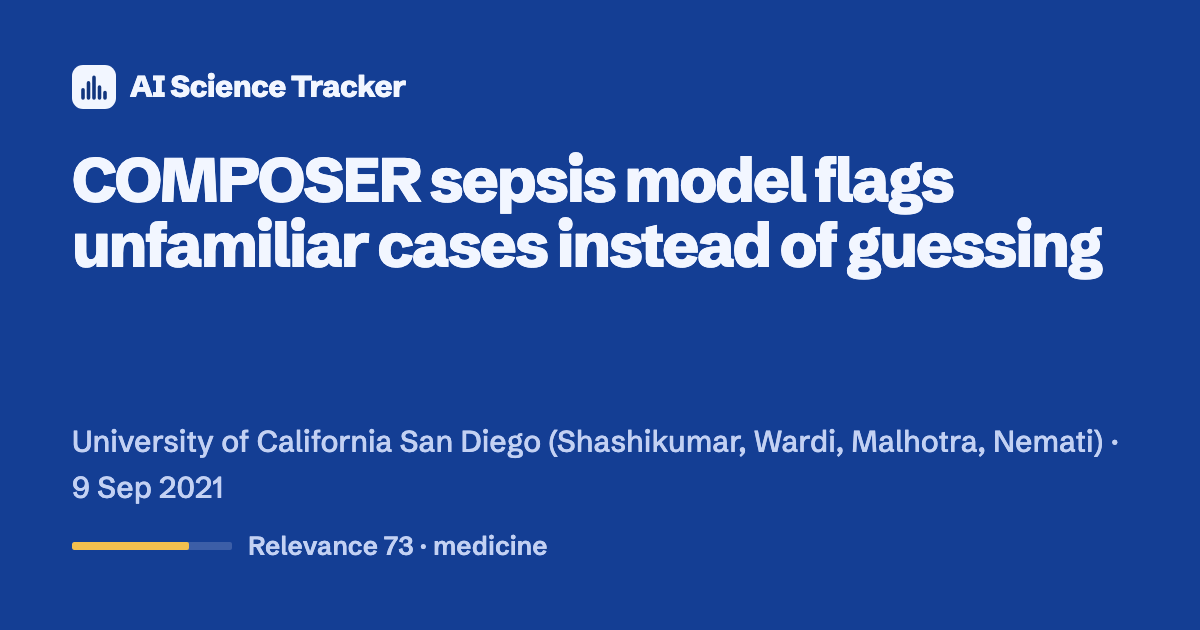 AI Science Tracker
COMPOSER sepsis model flags
unfamiliar cases instead of guessing
University of California San Diego (Shashikumar, Wardi, Malhotra, Nemati) ·
9 Sep 2021
Relevance 73 · medicine